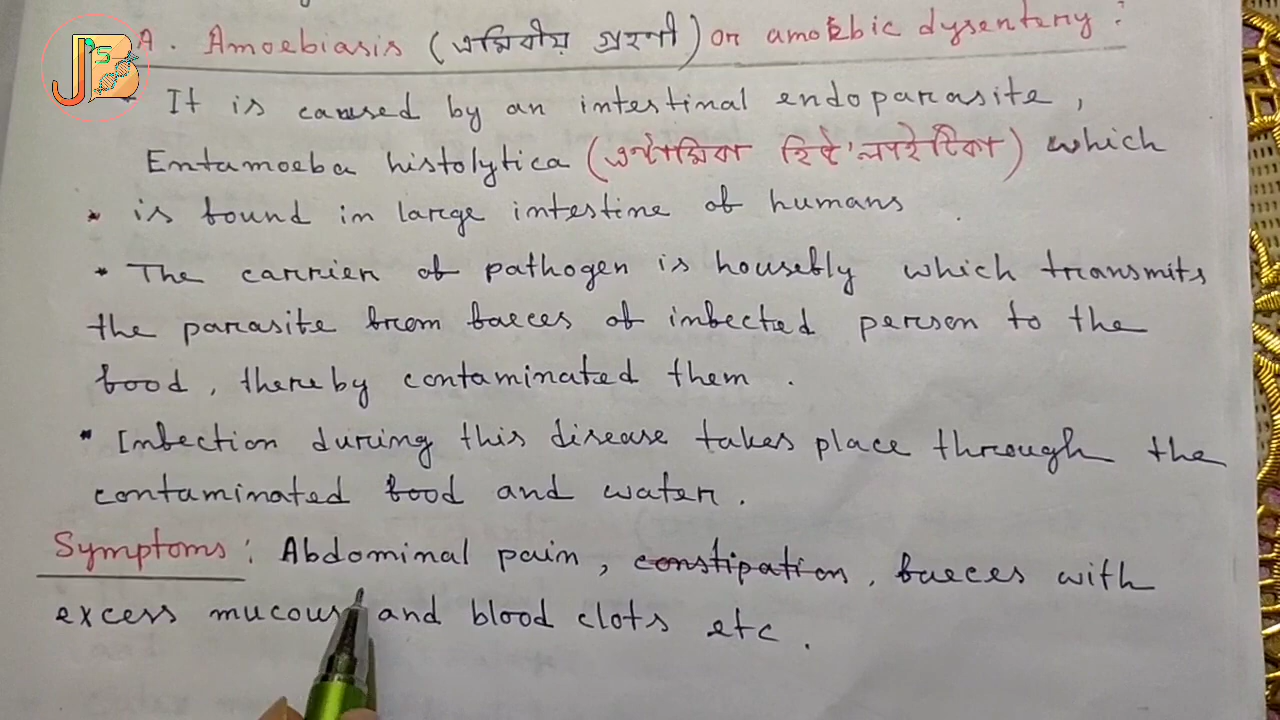 A. Amoebiasis (এমিবীয় গ্রহণী) or amoebic dysentery :
* It is caused by an intestinal endoparasite,
Entamoeba histolytica (এন্টামিবা হিস্টোলাইটিকা) which
* is found in large intestine of humans .
* The carrier of pathogen is housefly which transmits
the parasite from faeces of infected person to the
food, thereby contaminated them .
* Infection during this disease takes place through the
contaminated food and water.
Symptoms : Abdominal pain, constipation, faeces with
excess mucous and blood clots etc .